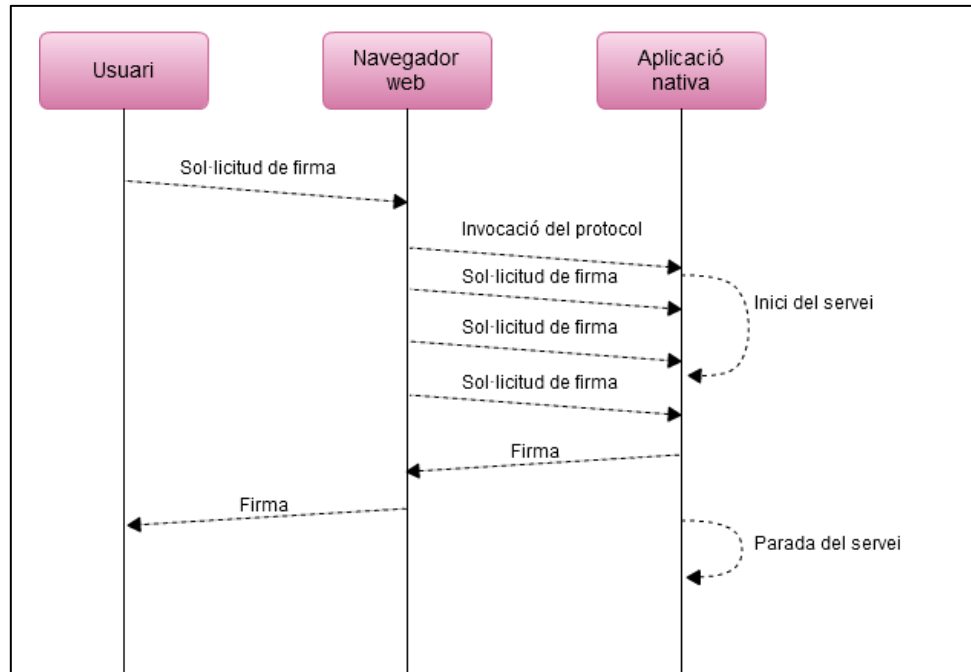 Usuari
Navegador
web
Aplicació
nativa
Sol·licitud de firma
Invocació del protocol
Sol·licitud de firma
Inici del servei
Sol·licitud de firma
Sol·licitud de firma
Firma
Firma
Parada del servei